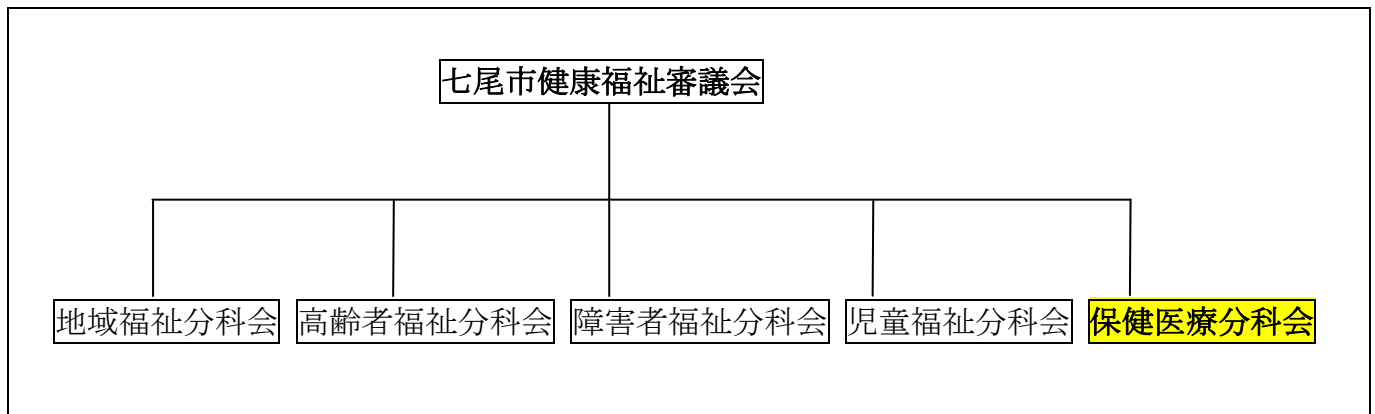 七尾市健康福祉審議会
地域福祉分科会 高齢者福祉分科会 障害者福祉分科会 児童福祉分科会 保健医療分科会